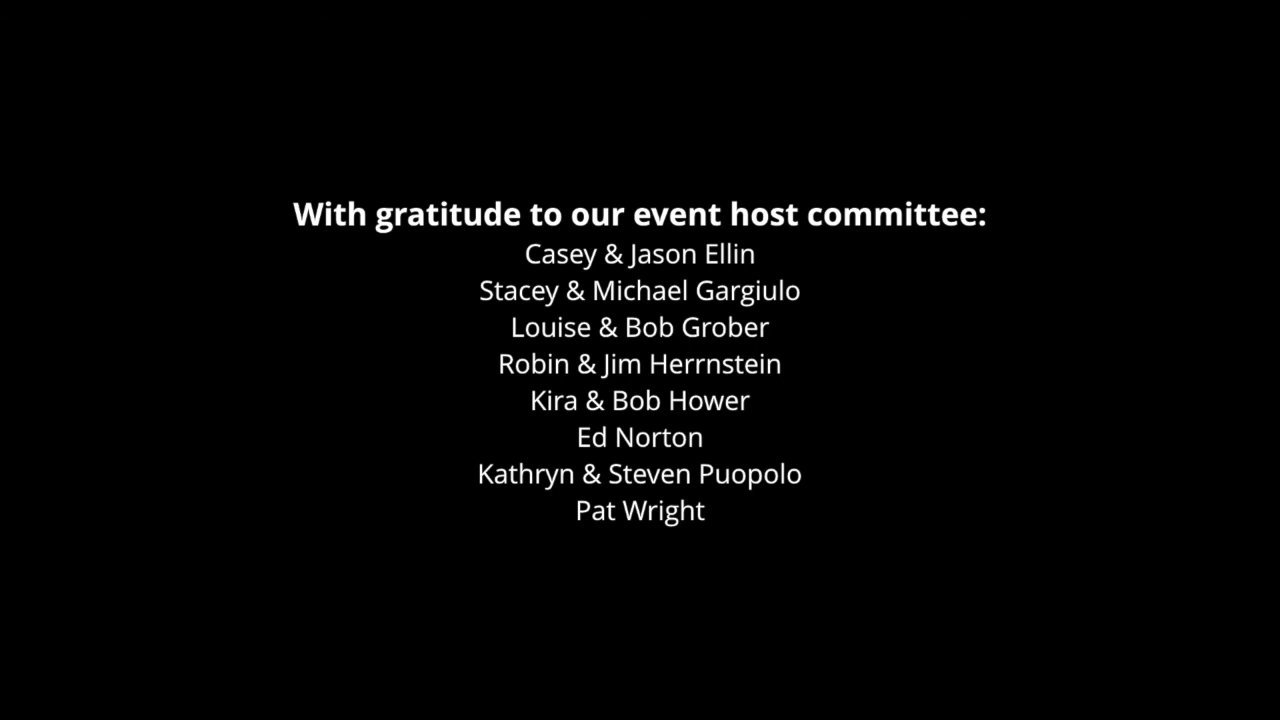 With gratitude to our event host committee:
Casey & Jason Ellin
Stacey & Michael Gargiulo
Louise & Bob Grober
Robin & Jim Herrnstein
Kira & Bob Hower
Ed Norton
Kathryn & Steven Puopolo
Pat Wright